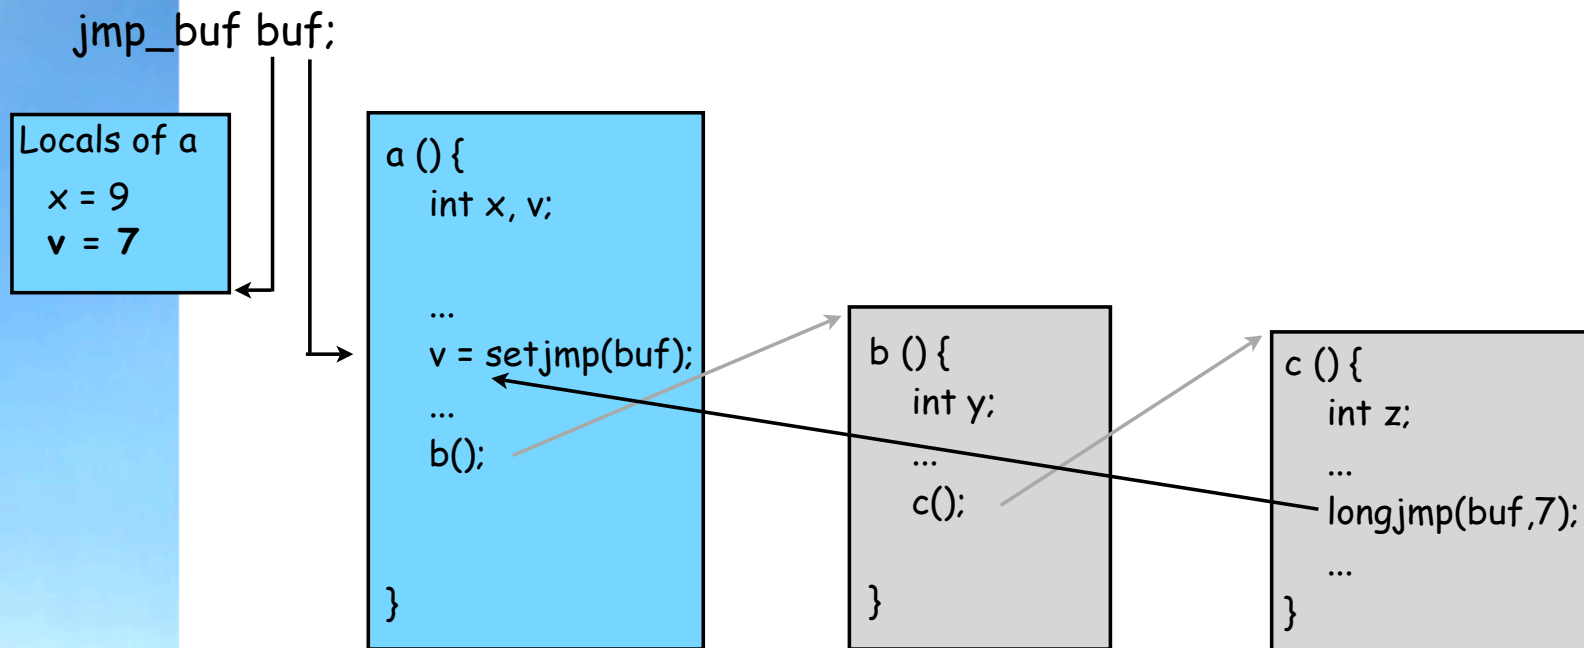 jmp_buf buf;
Locals of a
x = 9
v = 7
a () {
int x, v;
...
v = setjmp(buf);
...
b();
}
b () {
int y;
...
c();
}
c () {
int z;
...
longjmp(buf,7);
...
}